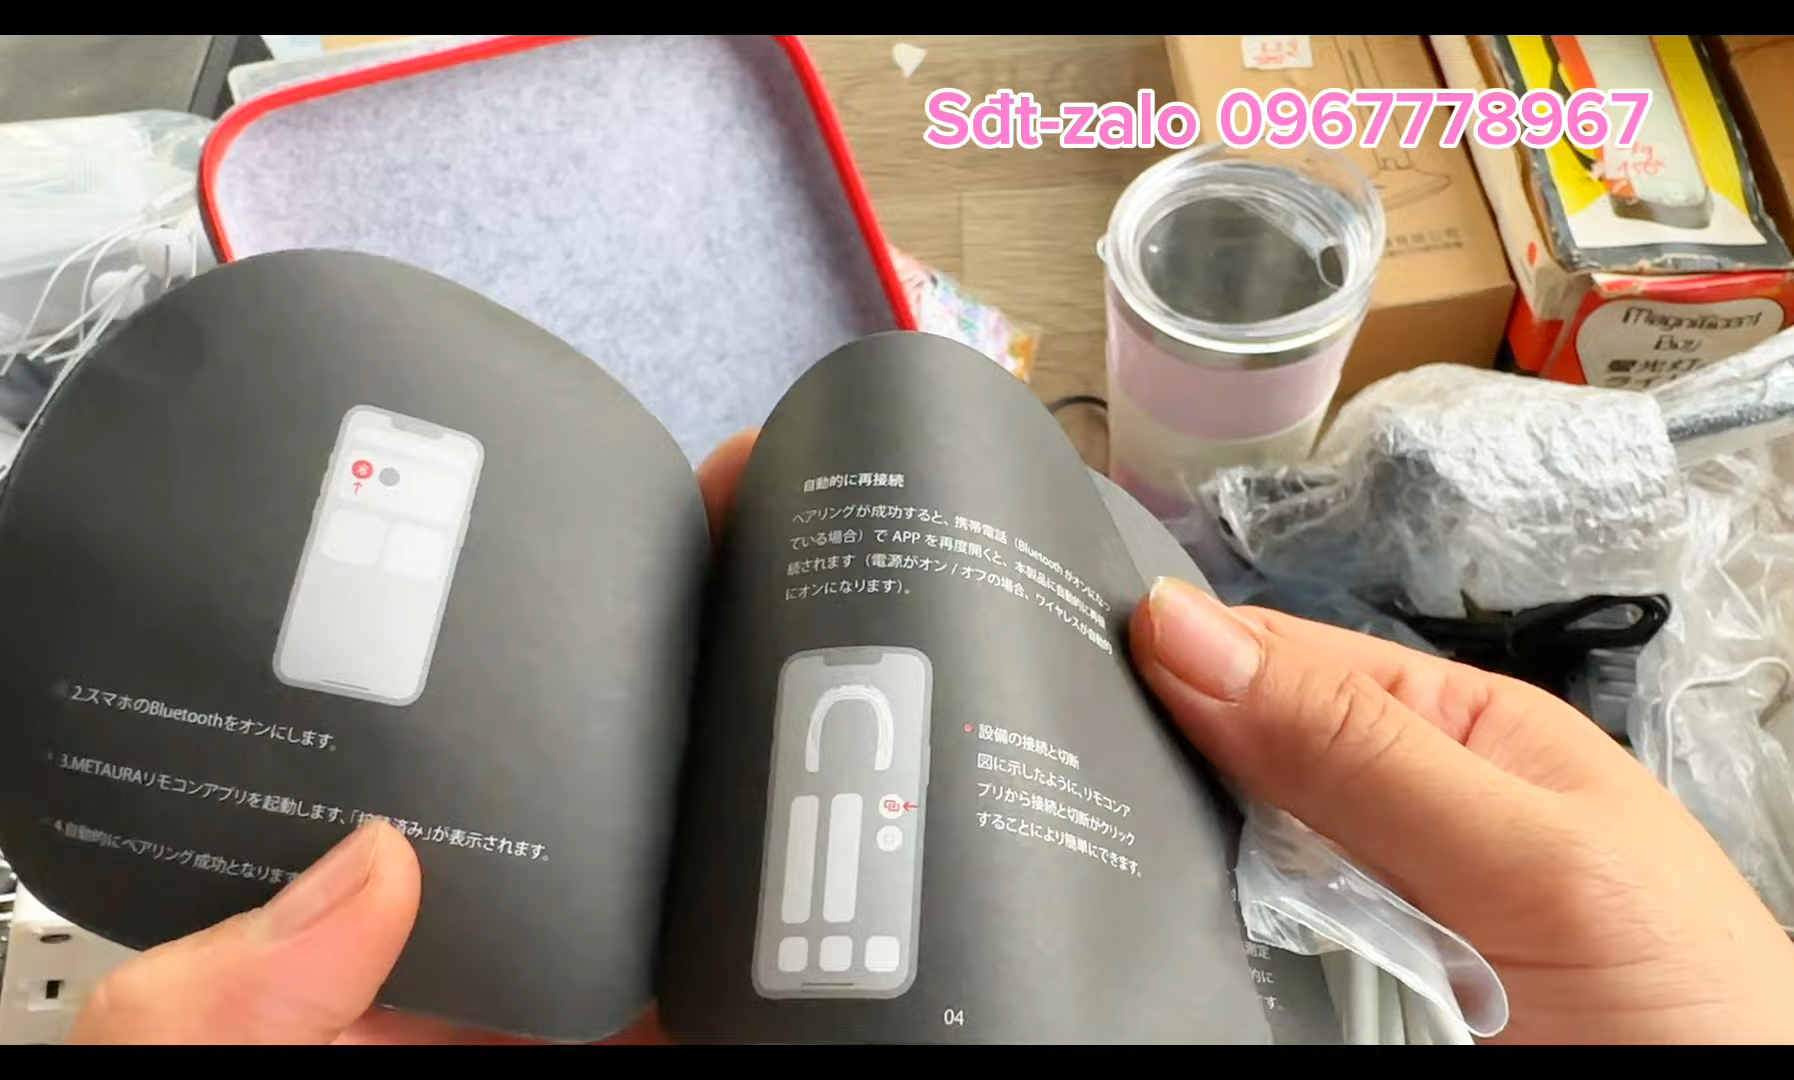 Sđt-zalo 0967778967
Magnificent
Boy
2.スマホのBluetoothをオンにします。
3.METAURAリモコンアプリを起動します、「接続済み」が表示されます。
4.自動的にペアリング成功となります
自動的に再接続
ペアリングが成功すると、携帯電話（Bluetooth がオンになっ
ている場合）で APP を再度開くと、本製品に自動的に再接
続されます（電源がオン / オフの場合、ワイヤレスが自動的
にオンになります）。
設備の接続と切断
図に示したように、リモコンア
プリから接続と切断がクリック
することにより簡単にできます。
04
測定
的に
す。